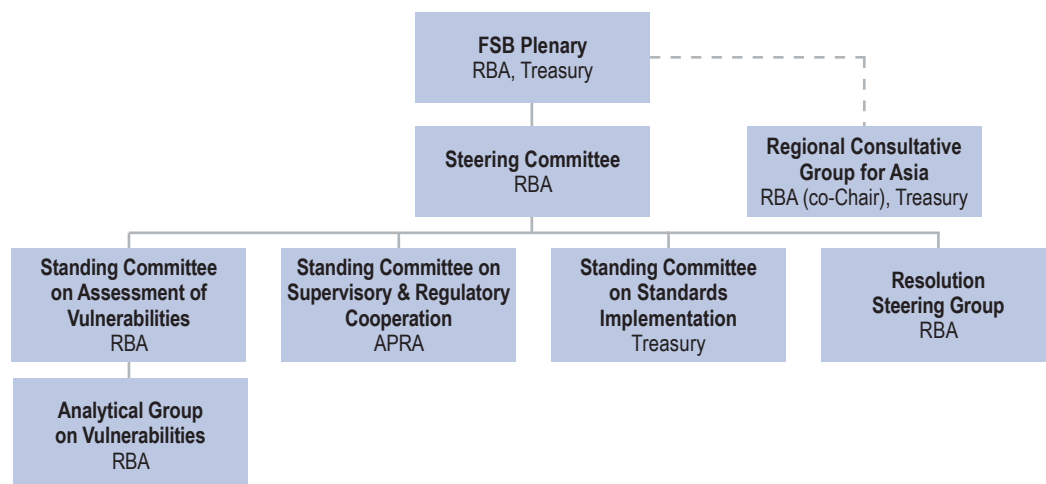 FSB Plenary
RBA, Treasury
Steering Committee
RBA
Regional Consultative
Group for Asia
RBA (co-Chair), Treasury
Standing Committee
on Assessment of
Vulnerabilities
RBA
Standing Committee on
Supervisory & Regulatory
Cooperation
APRA
Standing Committee
on Standards
Implementation
Treasury
Resolution
Steering Group
RBA
Analytical Group
on Vulnerabilities
RBA